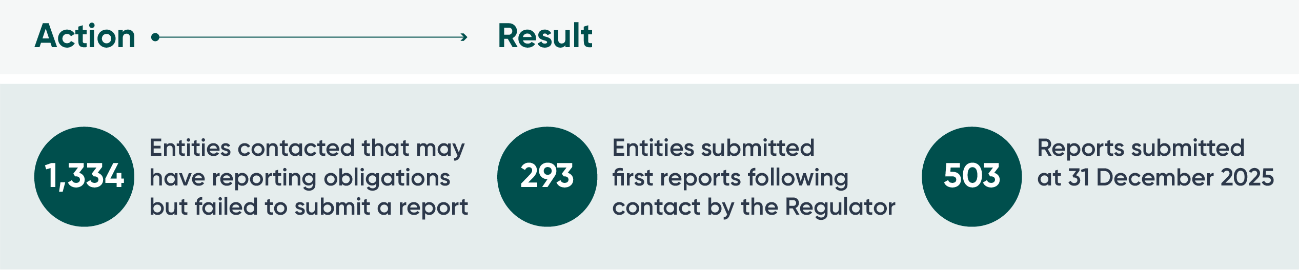 Action
Result
1,334
Entities contacted that may
have reporting obligations
but failed to submit a report
293
Entities submitted
first reports following
contact by the Regulator
503
Reports submitted
at 31 December 2025